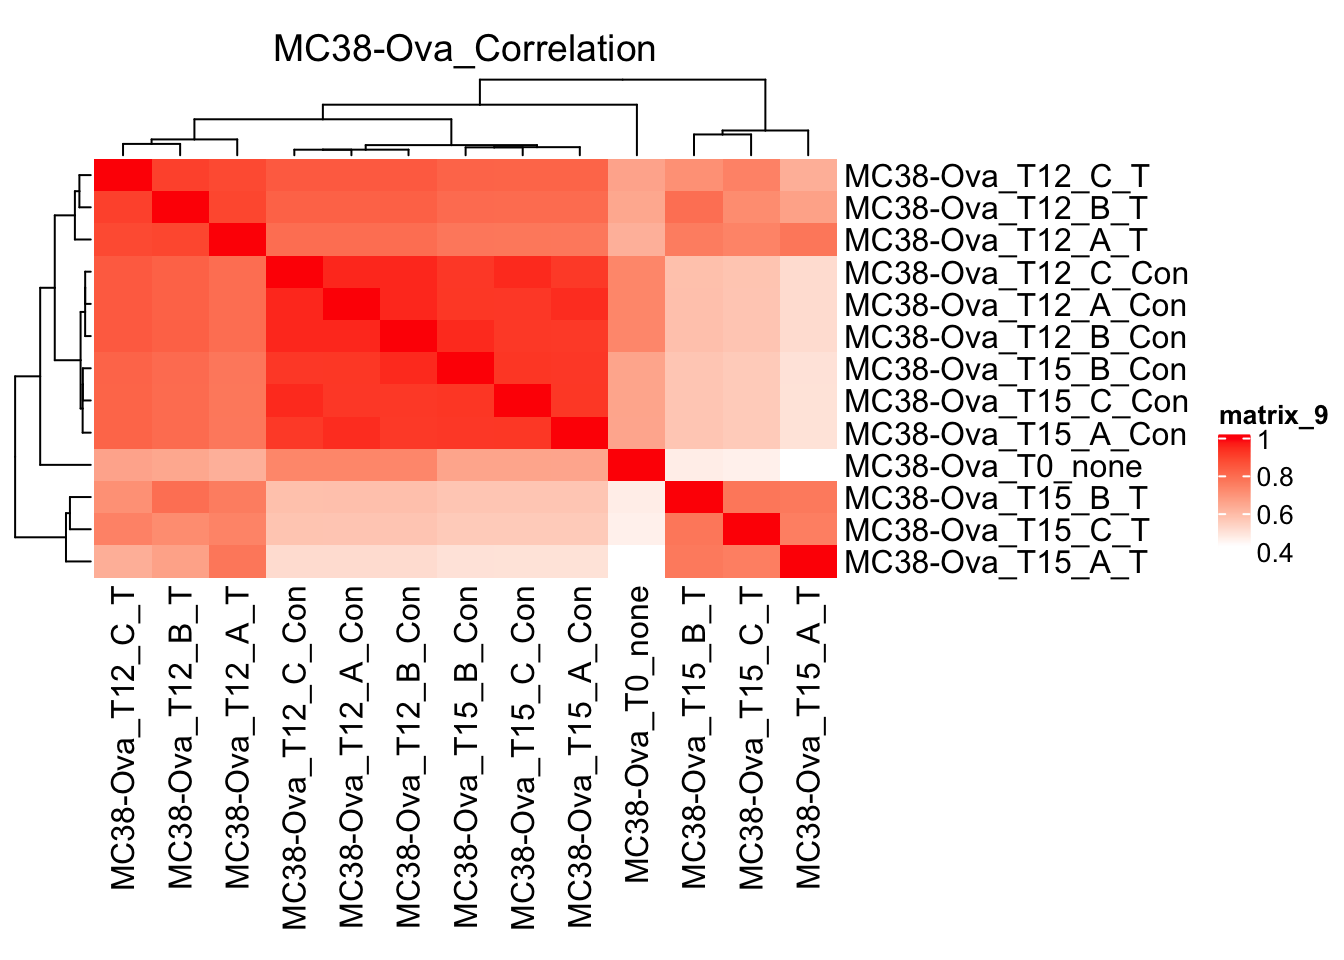 MC38-Ova_Correlation
MC38-Ova_T12_C_T
MC38-Ova_T12_B_T
MC38-Ova_T12_A_T
MC38-Ova_T12_C_Con
MC38-Ova_T12_A_Con
MC38-Ova_T12_B_Con
MC38-Ova_T15_B_Con
MC38-Ova_T15_C_Con
MC38-Ova_T15_A_Con
MC38-Ova_T0_none
MC38-Ova_T15_B_T
MC38-Ova_T15_C_T
MC38-Ova_T15_A_T
matrix_9
1
0.8
0.6
0.4
MC38-Ova_T12_C_T
MC38-Ova_T12_B_T
MC38-Ova_T12_A_T
MC38-Ova_T12_C_Con
MC38-Ova_T12_A_Con
MC38-Ova_T12_B_Con
MC38-Ova_T15_B_Con
MC38-Ova_T15_C_Con
MC38-Ova_T15_A_Con
MC38-Ova_T0_none
MC38-Ova_T15_B_T
MC38-Ova_T15_C_T
MC38-Ova_T15_A_T